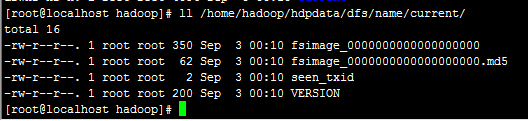 [root@localhost hadoop]# ll /home/hadoop/hdpdata/dfs/name/current/
total 16
-rw-r--r--. 1 root root 350 Sep  3 00:10 fsimage_0000000000000000000
-rw-r--r--. 1 root root  62 Sep  3 00:10 fsimage_0000000000000000000.md5
-rw-r--r--. 1 root root   2 Sep  3 00:10 seen_txid
-rw-r--r--. 1 root root 200 Sep  3 00:10 VERSION
[root@localhost hadoop]#